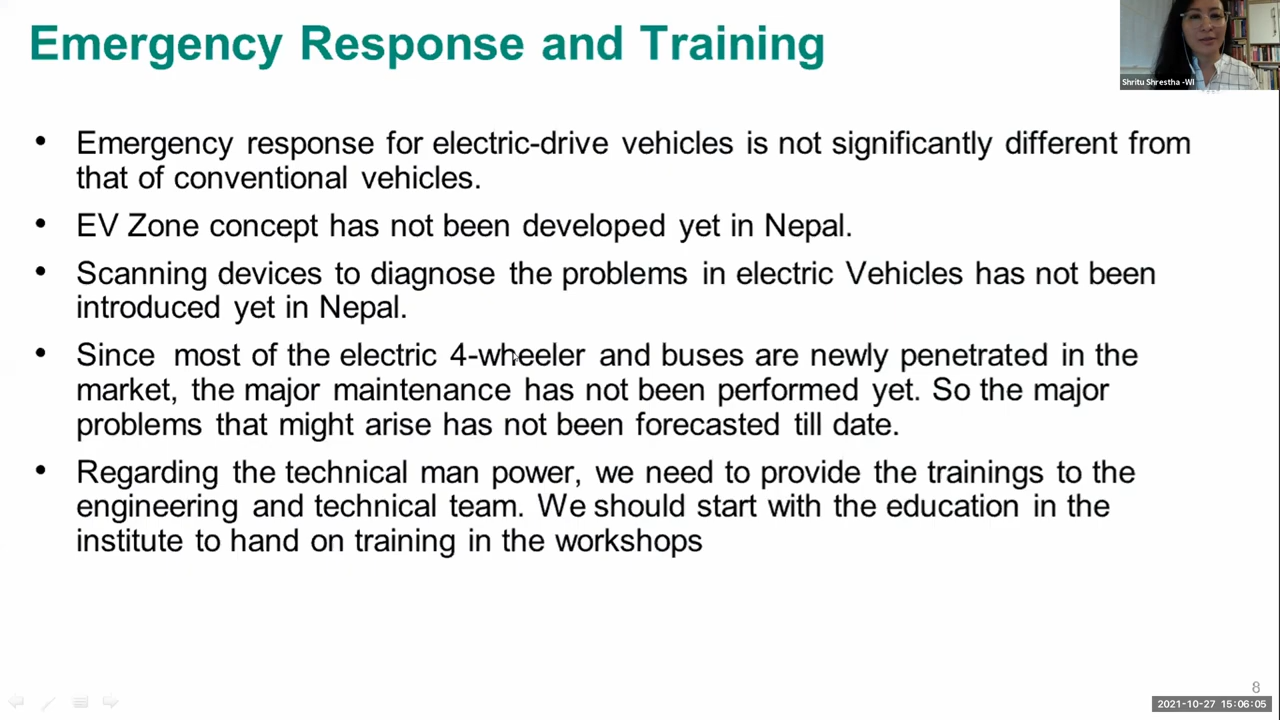 Emergency Response and Training
Shritu Shrestha -WI
• Emergency response for electric-drive vehicles is not significantly different from
that of conventional vehicles.
• EV Zone concept has not been developed yet in Nepal.
• Scanning devices to diagnose the problems in electric Vehicles has not been
introduced yet in Nepal.
• Since most of the electric 4-wheeler and buses are newly penetrated in the
market, the major maintenance has not been performed yet. So the major
problems that might arise has not been forecasted till date.
• Regarding the technical man power, we need to provide the trainings to the
engineering and technical team. We should start with the education in the
institute to hand on training in the workshops
8
2021-10-27 15:06:05